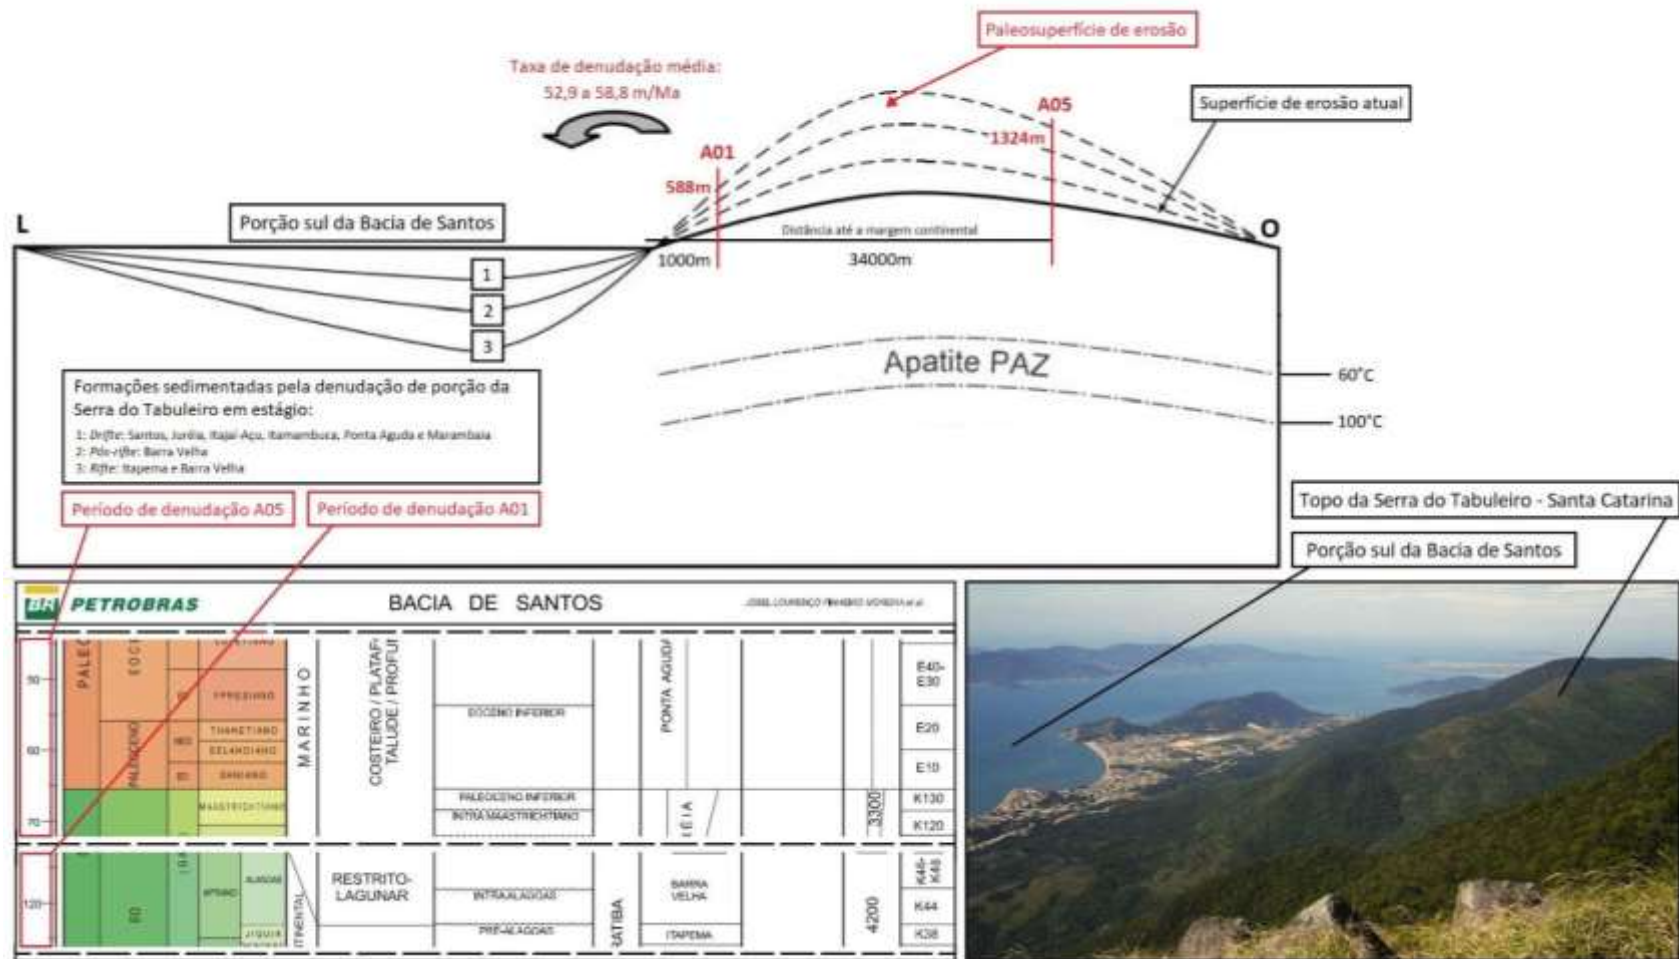 Paleosuperfície de erosão
Taxa de denudação média:
52,9 a 58,8 m/Ma
A05
Superfície de erosão atual
1324m
A01
588m
L
Porção sul da Bacia de Santos
O
Distância até a margem continental
1000m
34000m
1
2
3
Apatite PAZ
60°C
100°C
Formações sedimentadas pela denudação de porção da
Serra do Tabuleiro em estágio:
1: Drifte: Santos, Juréia, Itajaí-Açu, Itamambuca, Ponta Aguda e Marambaia
2: Pós-rifte: Barra Velha
3: Rifte: Itapema e Barra Velha
Período de denudação A05
Período de denudação A01
Topo da Serra do Tabuleiro - Santa Catarina
Porção sul da Bacia de Santos
BR PETROBRAS
BACIA DE SANTOS
50
60
70
120
PALEOCENO
YPRESIANO
THANETIANO
SELANDIANO
DANIANO
MAASTRICHTIANO
MARINHO
COSTEIRO / PLATAF
TALUDE / PROFU
EOCENO INFERIOR
PALEOCENO INFERIOR
INTRA MAASTRICHTIANO
PONTA AGUDA
3300
E40-
E30
E20
E10
K130
K120
APTIANO
ALAGOAS
JIQUIÁ
RESTRITO-
LAGUNAR
INTRA-ALAGOAS
PRÉ-ALAGOAS
RATIBA
BARRA
VELHA
ITAPEMA
4200
K44
K38